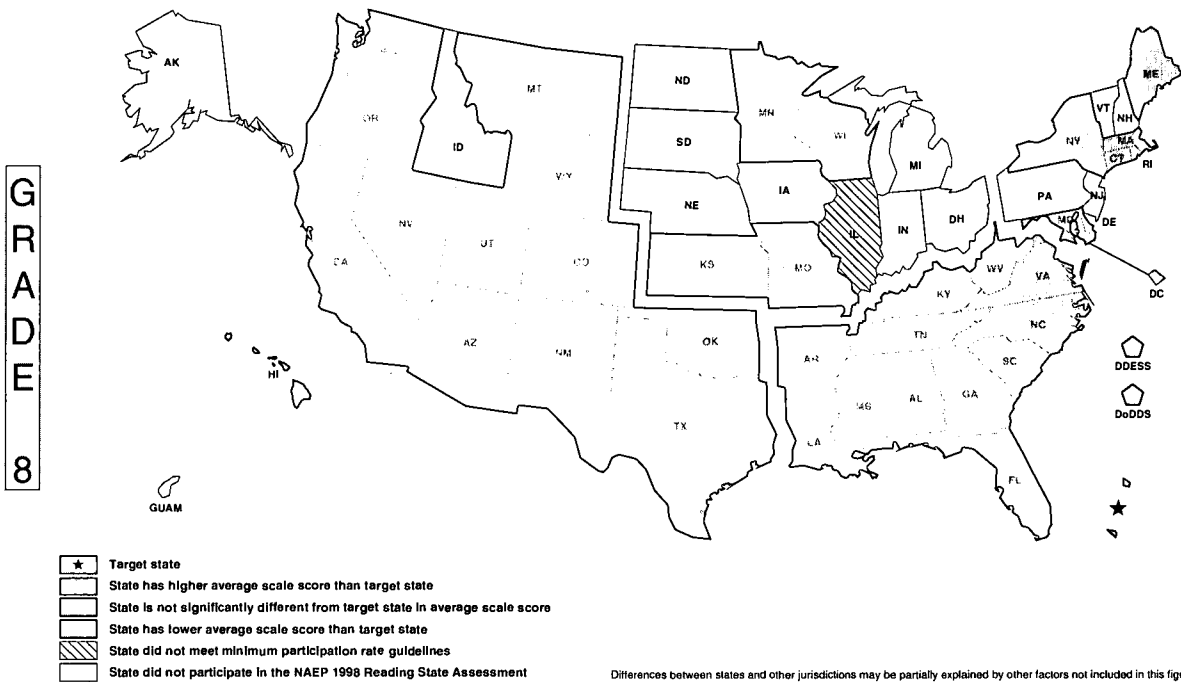 GRADE 8
AK
MT
OR
ID
WY
NV
UT
CO
CA
AZ
NM
OK
TX
HI
GUAM
ND
SD
NE
KS
MN
WI
IA
MI
IL
IN
OH
MO
ME
VT
NH
NY
MA
CT
RI
PA
NJ
DE
MD
DC
WV
VA
KY
TN
NC
SC
AR
MS
AL
GA
LA
FL
DDESS
DoDDS
Target state
State has higher average scale score than target state
State is not significantly different from target state in average scale score
State has lower average scale score than target state
State did not meet minimum participation rate guidelines
State did not participate in the NAEP 1998 Reading State Assessment
Differences between states and other jurisdictions may be partially explained by other factors not included in this figu